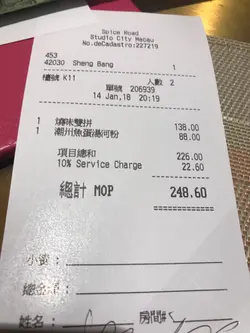 Spice Road
Studio City Macau
No.deCadastro:227219
453
42030 Sheng Bang 1
檯號 K11 人數 2
單號 206939
14 Jan,18 20:19
1 燒味雙拼 138.00
1 潮州魚蛋湯河粉 88.00
項目總和 226.00
10% Service Charge 22.60
總計 MOP 248.60
小費:
總金額:
姓名: 房間號